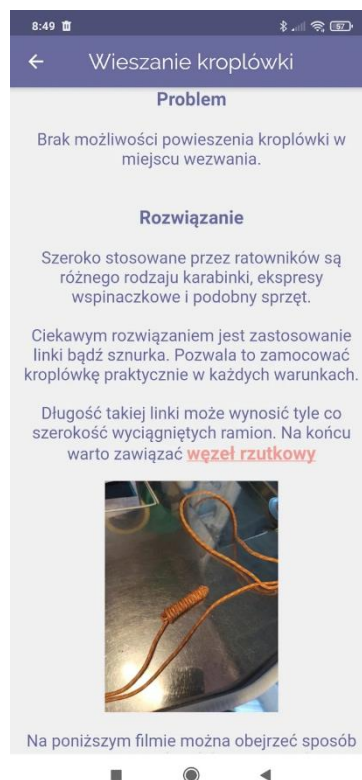 8:49
57
Wieszanie kroplówki
Problem
Brak możliwości powieszenia kroplówki w
miejscu wezwania.
Rozwiązanie
Szeroko stosowane przez ratowników są
różnego rodzaju karabinki, ekspresy
wspinaczkowe i podobny sprzęt.
Ciekawym rozwiązaniem jest zastosowanie
linki bądź sznurka. Pozwala to zamocować
kroplówkę praktycznie w każdych warunkach.
Długość takiej linki może wynosić tyle co
szerokość wyciągniętych ramion. Na końcu
warto zawiązać węzeł rzutkowy
Na poniższym filmie można obejrzeć sposób